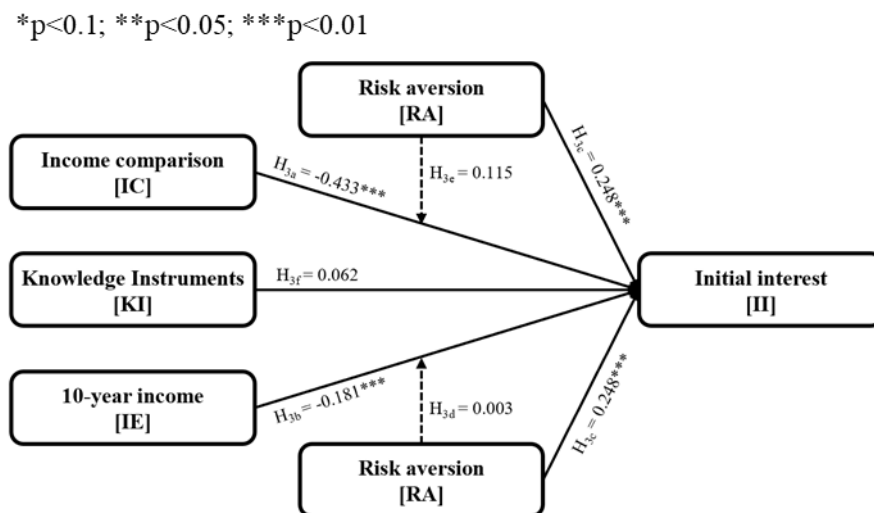 *p<0.1; **p<0.05; ***p<0.01
Risk aversion
[RA]
Income comparison
[IC]
H3a = -0.433***
H3e = 0.115
H3c = 0.248***
Knowledge Instruments
[KI]
H3f = 0.062
Initial interest
[II]
10-year income
[IE]
H3b = -0.181***
H3d = 0.003
H3c = 0.248***
Risk aversion
[RA]